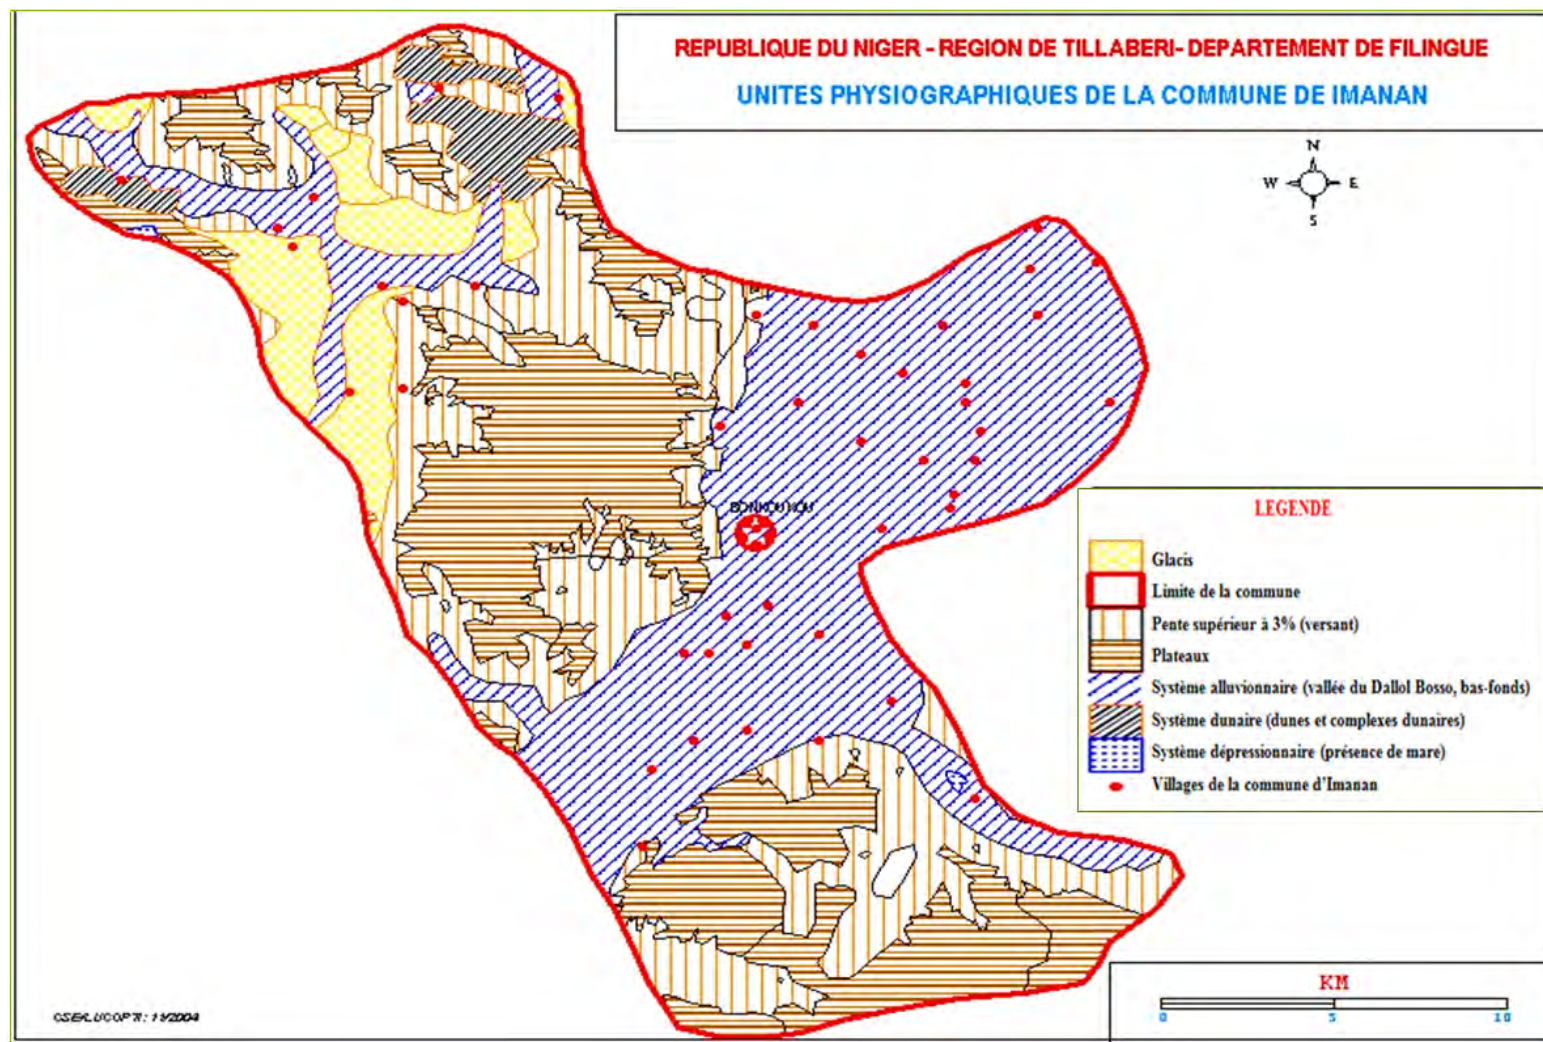 REPUBLIQUE DU NIGER - REGION DE TILLABERI- DEPARTEMENT DE FILINGUE
UNITES PHYSIOGRAPHIQUES DE LA COMMUNE DE IMANAN
N
W E
S
BONKOUKOU
LEGENDE
Glacis
Limite de la commune
Pente supérieur à 3% (versant)
Plateaux
Système alluvionnaire (vallée du Dallol Bosso, bas-fonds)
Système dunaire (dunes et complexes dunaires)
Système dépressionnaire (présence de mare)
Villages de la commune d'Imanan
KM
0 5 10